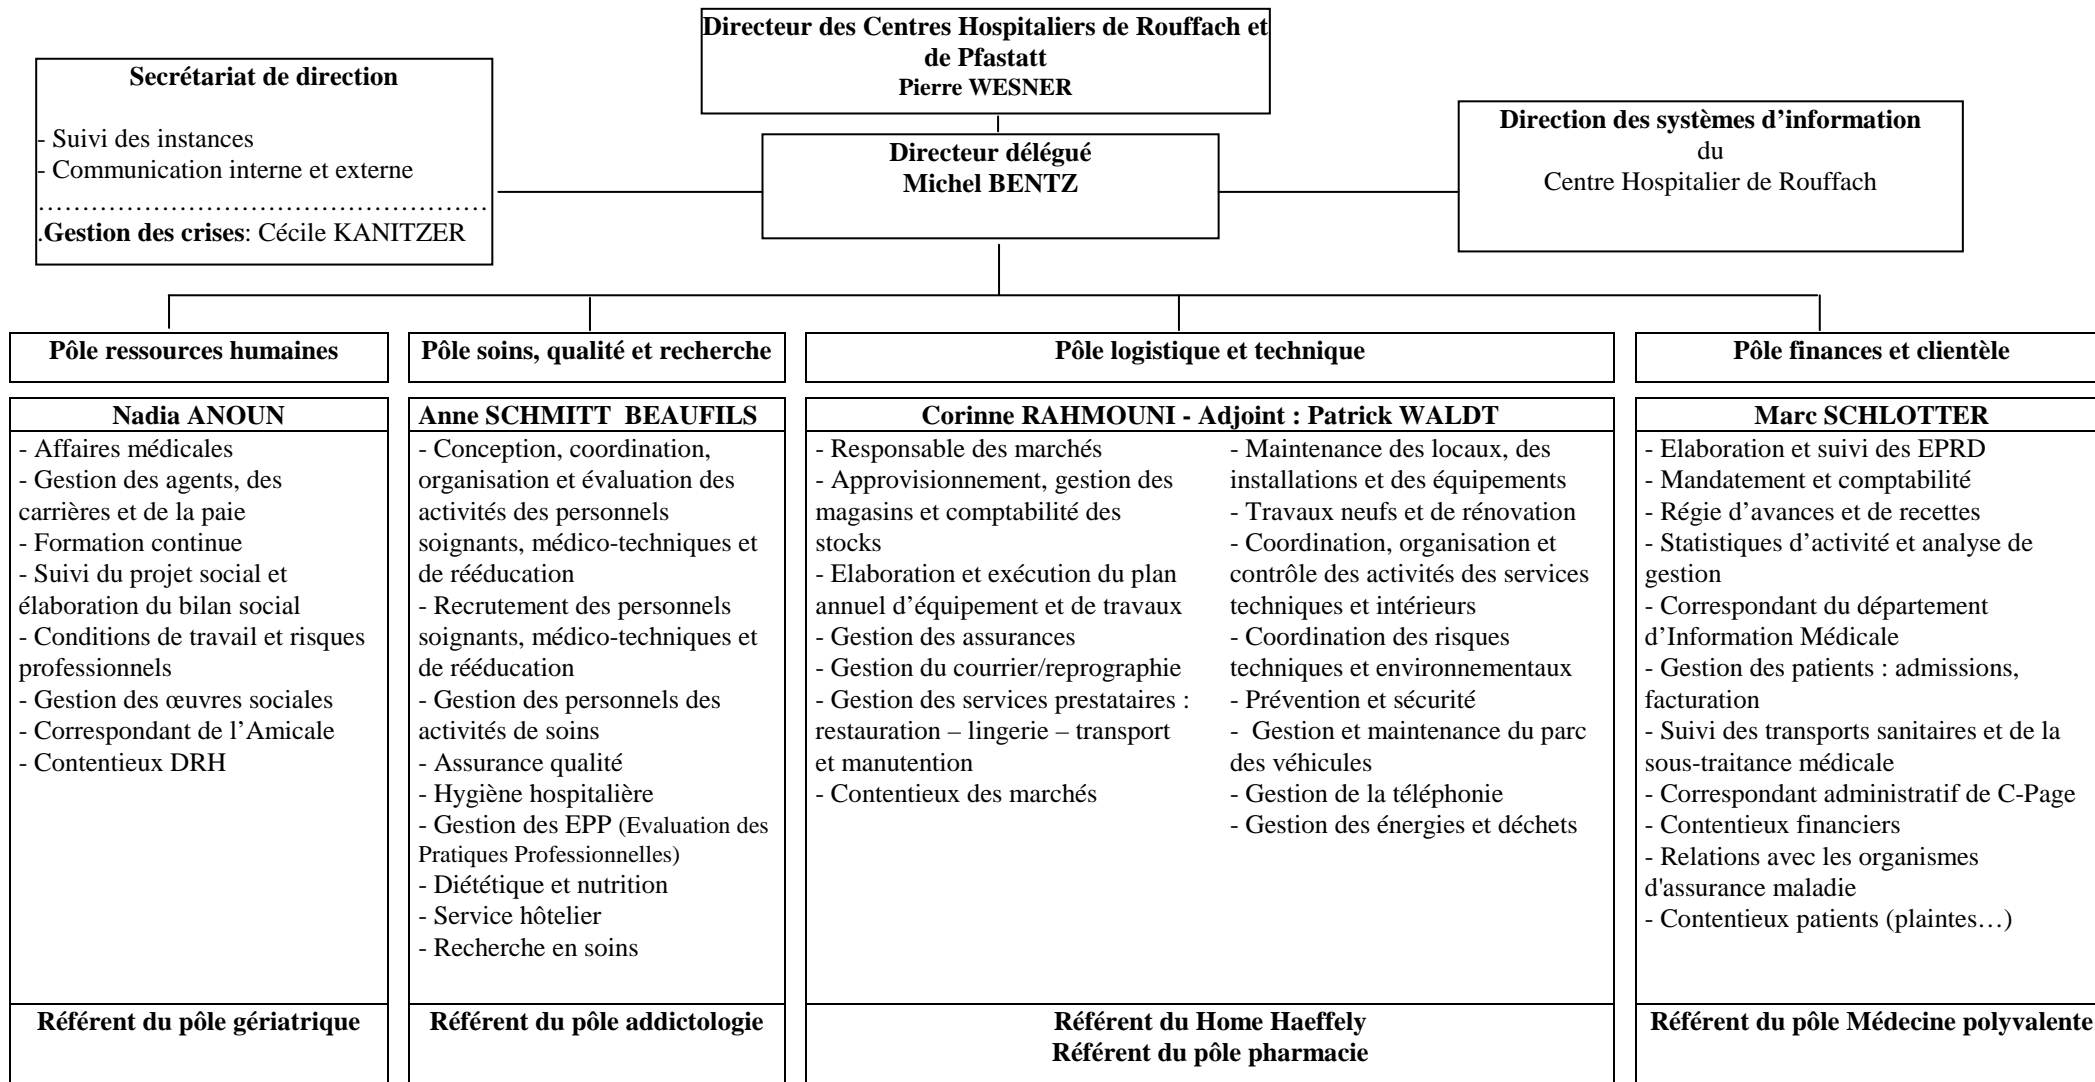 Directeur des Centres Hospitaliers de Rouffach et
de Pfastatt
Pierre WESNER
Secrétariat de direction
- Suivi des instances
- Communication interne et externe
……………………………………………
.Gestion des crises: Cécile KANITZER
Directeur délégué
Michel BENTZ
Direction des systèmes d’information
du
Centre Hospitalier de Rouffach
Pôle ressources humaines
Nadia ANOUN
- Affaires médicales
- Gestion des agents, des
carrières et de la paie
- Formation continue
- Suivi du projet social et
élaboration du bilan social
- Conditions de travail et risques
professionnels
- Gestion des œuvres sociales
- Correspondant de l’Amicale
- Contentieux DRH
Référent du pôle gériatrique
Pôle soins, qualité et recherche
Anne SCHMITT  BEAUFILS
- Conception, coordination,
organisation et évaluation des
activités des personnels
soignants, médico-techniques et
de rééducation
- Recrutement des personnels
soignants, médico-techniques et
de rééducation
- Gestion des personnels des
activités de soins
- Assurance qualité
- Hygiène hospitalière
- Gestion des EPP (Evaluation des
Pratiques Professionnelles)
- Diététique et nutrition
- Service hôtelier
- Recherche en soins
Référent du pôle addictologie
Pôle logistique et technique
Corinne RAHMOUNI - Adjoint : Patrick WALDT
- Responsable des marchés
- Approvisionnement, gestion des
magasins et comptabilité des
stocks
- Elaboration et exécution du plan
annuel d’équipement et de travaux
- Gestion des assurances
- Gestion du courrier/reprographie
- Gestion des services prestataires :
restauration – lingerie – transport
et manutention
- Contentieux des marchés
- Maintenance des locaux, des
installations et des équipements
- Travaux neufs et de rénovation
- Coordination, organisation et
contrôle des activités des services
techniques et intérieurs
- Coordination des risques
techniques et environnementaux
- Prévention et sécurité
-  Gestion et maintenance du parc
des véhicules
- Gestion de la téléphonie
- Gestion des énergies et déchets
Référent du Home Haeffely
Référent du pôle pharmacie
Pôle finances et clientèle
Marc SCHLOTTER
- Elaboration et suivi des EPRD
- Mandatement et comptabilité
- Régie d’avances et de recettes
- Statistiques d’activité et analyse de
gestion
- Correspondant du département
d’Information Médicale
- Gestion des patients : admissions,
facturation
- Suivi des transports sanitaires et de la
sous-traitance médicale
- Correspondant administratif de C-Page
- Contentieux financiers
- Relations avec les organismes
d'assurance maladie
- Contentieux patients (plaintes…)
Référent du pôle Médecine polyvalente